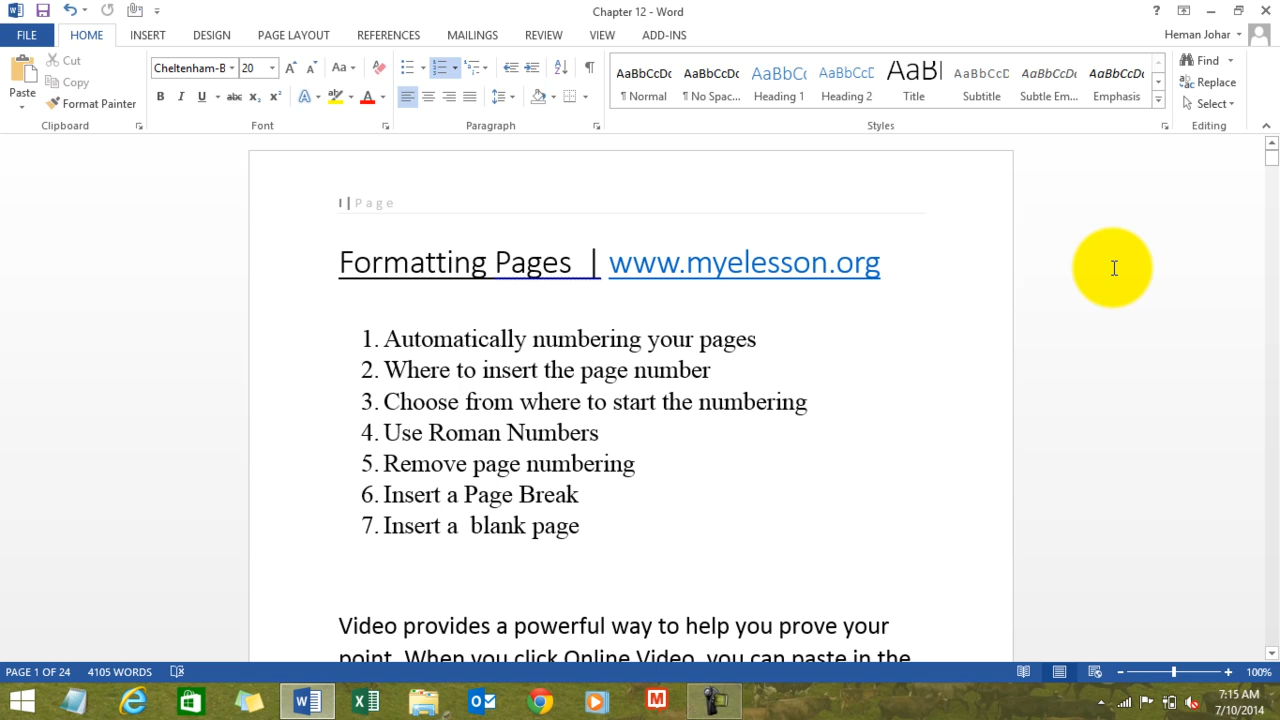 Chapter 12 - Word
Heman Johar
FILE HOME INSERT DESIGN PAGE LAYOUT REFERENCES MAILINGS REVIEW VIEW ADD-INS
Paste
Cut
Copy
Format Painter
Clipboard
Cheltenham-B 20
Font
Paragraph
AaBbCcDc AaBbCcDc AaBbCc AaBbCcC AaBl AaBbCcD AaBbCcDc AaBbCcDc
¶ Normal ¶ No Spac... Heading 1 Heading 2 Title Subtitle Subtle Em... Emphasis
Styles
Find
Replace
Select
Editing
I | Page
Formatting Pages | www.myelesson.org
1. Automatically numbering your pages
2. Where to insert the page number
3. Choose from where to start the numbering
4. Use Roman Numbers
5. Remove page numbering
6. Insert a Page Break
7. Insert a  blank page
Video provides a powerful way to help you prove your
point. When you click Online Video, you can paste in the
PAGE 1 OF 24 4105 WORDS
100%
7:15 AM
7/10/2014